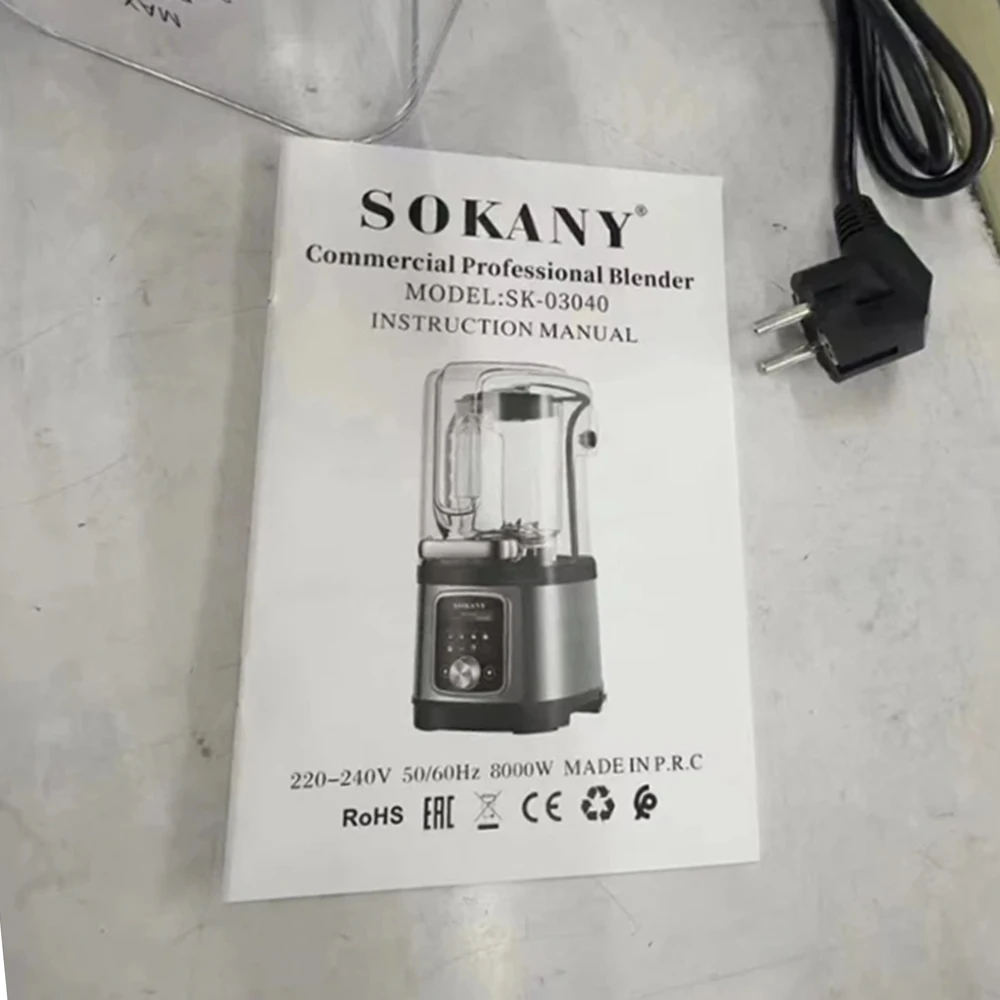 MAX
SOKANY®
Commercial Professional Blender
MODEL:SK-03040
INSTRUCTION MANUAL
SOKANY
220-240V 50/60Hz 8000W MADE IN P.R.C
RoHS EAC CE